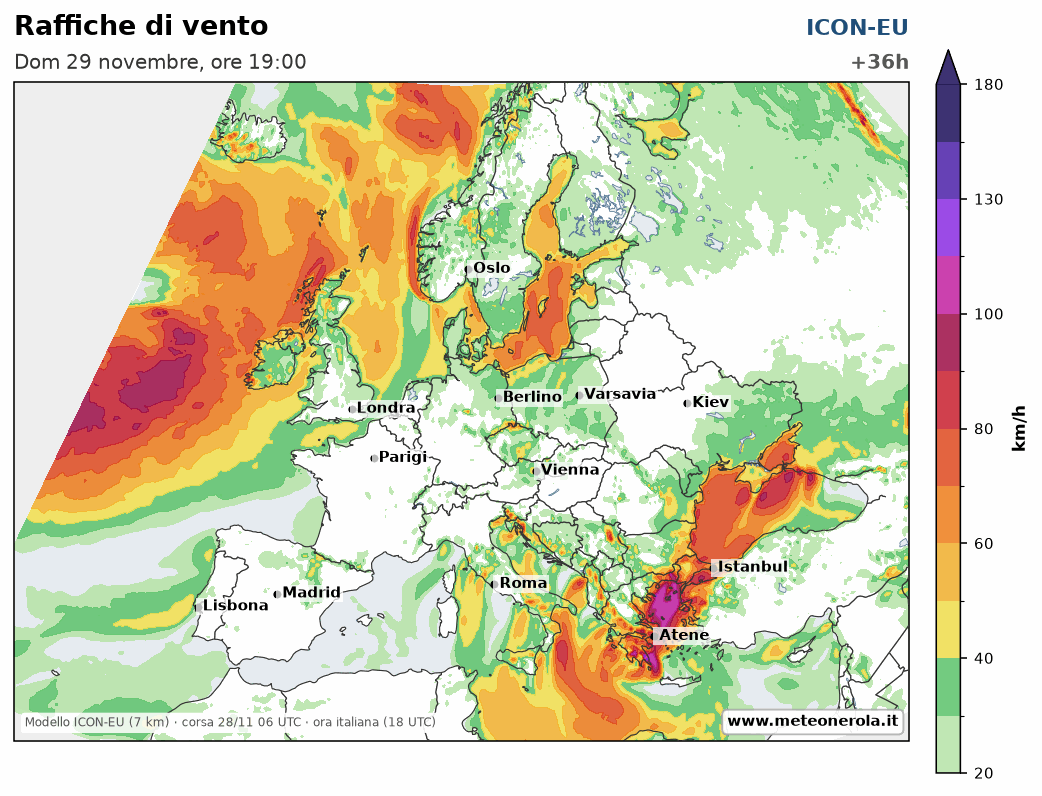 Raffiche di vento
ICON-EU
Dom 29 novembre, ore 19:00
+36h
180
130
100
80
60
40
20
km/h
Oslo
Berlino
Varsavia
Kiev
Londra
Parigi
Vienna
Istanbul
Roma
Madrid
Lisbona
Atene
Modello ICON-EU (7 km) · corsa 28/11 06 UTC · ora italiana (18 UTC)
www.meteonerola.it